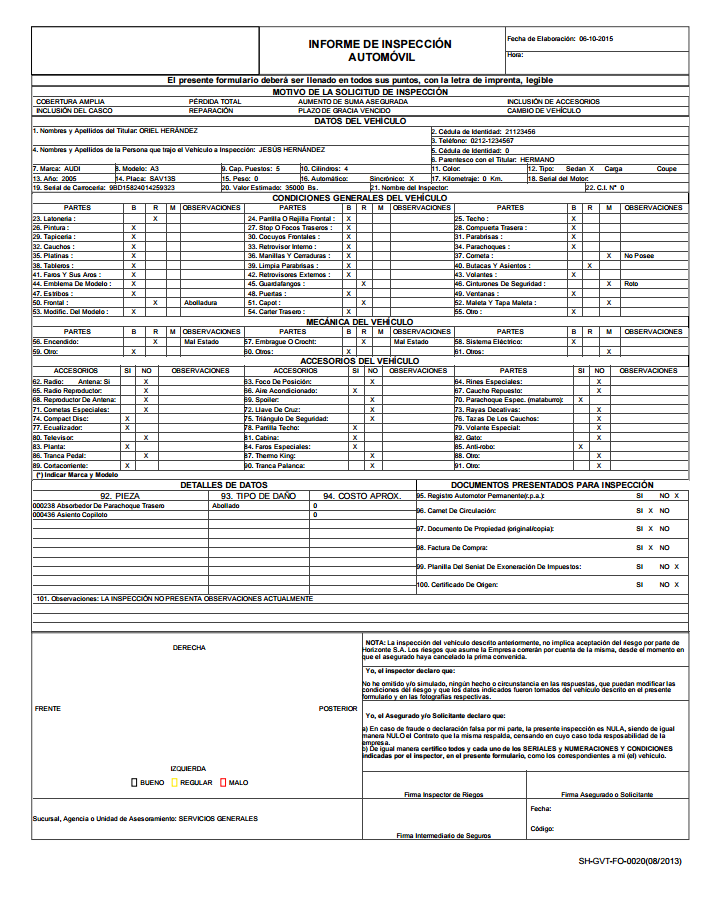 INFORME DE INSPECCIÓN
AUTOMÓVIL
Fecha de Elaboración: 06-10-2015
Hora:
El presente formulario deberá ser llenado en todos sus puntos, con la letra de imprenta, legible
MOTIVO DE LA SOLICITUD DE INSPECCIÓN
COBERTURA AMPLIA PÉRDIDA TOTAL AUMENTO DE SUMA ASEGURADA INCLUSIÓN DE ACCESORIOS
INCLUSIÓN DEL CASCO REPARACIÓN PLAZO DE GRACIA VENCIDO CAMBIO DE VEHÍCULO
DATOS DEL VEHÍCULO
1. Nombres y Apellidos del Titular: ORIEL HERÁNDEZ 2. Cédula de Identidad: 21123456
3. Teléfono: 0212-1234567
4. Nombres y Apellidos de la Persona que trajo el Vehículo a Inspección: JESÚS HERNÁNDEZ 5. Cédula de Identidad: 0
6. Parentesco con el Titular: HERMANO
7. Marca: AUDI 8. Modelo: A3 9. Cap. Puestos: 5 10. Cilindros: 4 11. Color: 12. Tipo: Sedan X Carga Coupe
13. Año: 2005 14. Placa: SAV13S 15. Peso: 0 16. Automático: Sincrónico: X 17. Kilometraje: 0 Km. 18. Serial del Motor:
19. Serial de Carrocería: 9BD15824014259323 20. Valor Estimado: 35000 Bs. 21. Nombre del Inspector: 22. C.I. N° 0
CONDICIONES GENERALES DEL VEHÍCULO
PARTES B R M OBSERVACIONES PARTES B R M OBSERVACIONES PARTES B R M OBSERVACIONES
23. Latonería : X 24. Parrilla O Rejilla Frontal : X 25. Techo : X
26. Pintura : X 27. Stop O Focos Traseros : X 28. Compuerta Trasera : X
29. Tapicería : X 30. Cocuyos Frontales : X 31. Parabrisas : X
32. Cauchos : X 33. Retrovisor Interno : X 34. Parachoques : X
35. Platinas : X 36. Manillas Y Cerraduras : X 37. Corneta : X No Posee
38. Tableros : X 39. Limpia Parabrisas : X 40. Butacas Y Asientos : X
41. Faros Y Sus Aros : X 42. Retrovisores Externos : X 43. Volantes : X
44. Emblema De Modelo : X 45. Guardafangos : X 46. Cinturones De Seguridad : X Roto
47. Estribos : X 48. Puertas : X 49. Ventanas : X
50. Frontal : X Abolladura 51. Capot : X 52. Maleta Y Tapa Maleta : X
53. Modific. Del Modelo : X 54. Carter Trasero : X 55. Otro : X
MECÁNICA DEL VEHÍCULO
PARTES B R M OBSERVACIONES PARTES B R M OBSERVACIONES PARTES B R M OBSERVACIONES
56. Encendido: X Mal Estado 57. Embrague O Crocht: X Mal Estado 58. Sistema Eléctrico: X
59. Otro: X 60. Otros: X 61. Otros: X
ACCESORIOS DEL VEHÍCULO
ACCESORIOS SI NO OBSERVACIONES ACCESORIOS SI NO OBSERVACIONES PARTES SI NO OBSERVACIONES
62. Radio: Antena: Si X 63. Foco De Posición: X 64. Rines Especiales: X
65. Radio Reproductor: X 66. Aire Acondicionado: X 67. Caucho Repuesto: X
68. Reproductor De Antena: X 69. Spoiler: X 70. Parachoque Espec. (mataburro): X
71. Cornetas Especiales: X 72. Llave De Cruz: X 73. Rayas Decativas: X
74. Compact Disc: X 75. Triángulo De Seguridad: X 76. Tazas De Los Cauchos: X
77. Ecualizador: X 78. Parrilla Techo: X 79. Volante Especial: X
80. Televisor: X 81. Cabina: X 82. Gato: X
83. Planta: X 84. Faros Especiales: X 85. Anti-robo: X
86. Tranca Pedal: X 87. Thermo King: X 88. Otro: X
89. Cortacorriente: X 90. Tranca Palanca: X 91. Otro: X
(*) Indicar Marca y Modelo
DETALLES DE DATOS DOCUMENTOS PRESENTADOS PARA INSPECCIÓN
92. PIEZA 93. TIPO DE DAÑO 94. COSTO APROX. 95. Registro Automotor Permanente(r.p.a.): SI NO X
000238 Absorbedor De Parachoque Trasero Abollado 0
000436 Asiento Copiloto 0
96. Carnet De Circulación: SI X NO
97. Documento De Propiedad (original/copia): SI NO X
98. Factura De Compra: SI X NO
99. Planilla Del Seniat De Exoneración De Impuestos: SI NO X
100. Certificado De Origen: SI NO X
101. Observaciones: LA INSPECCIÓN NO PRESENTA OBSERVACIONES ACTUALMENTE
DERECHA
FRENTE POSTERIOR
IZQUIERDA
BUENO REGULAR MALO
NOTA: La inspección del vehículo descrito anteriormente, no implica aceptación del riesgo por parte de
Horizonte S.A. Los riesgos que asume la Empresa correrán por cuenta de la misma, desde el momento en
que el asegurado haya cancelado la prima convenida.
Yo, el inspector declaro que:
No he omitido y/o simulado, ningún hecho o circunstancia en las respuestas, que puedan modificar las
condiciones del riesgo y que los datos indicados fueron tomados del vehículo descrito en el presente
formulario y en las fotografías respectivas.
Yo, el Asegurado y/o Solicitante declaro que:
a) En caso de fraude o declaración falsa por mi parte, la presente inspección es NULA, siendo de igual
manera NULO el Contrato que la misma respalda, censando en cuyo caso toda resposabilidad de la
empresa.
b) De igual manera certifico todos y cada uno de los SERIALES y NUMERACIONES Y CONDICIONES
indicadas por el inspector, en el presente formulario, como los correspondientes a mi (el) vehículo.
Firma Inspector de Riegos Firma Asegurado o Solicitante
Sucursal, Agencia o Unidad de Asesoramiento: SERVICIOS GENERALES
Fecha:
Código:
Firma Intermediario de Seguros
SH-GVT-FO-0020(08/2013)